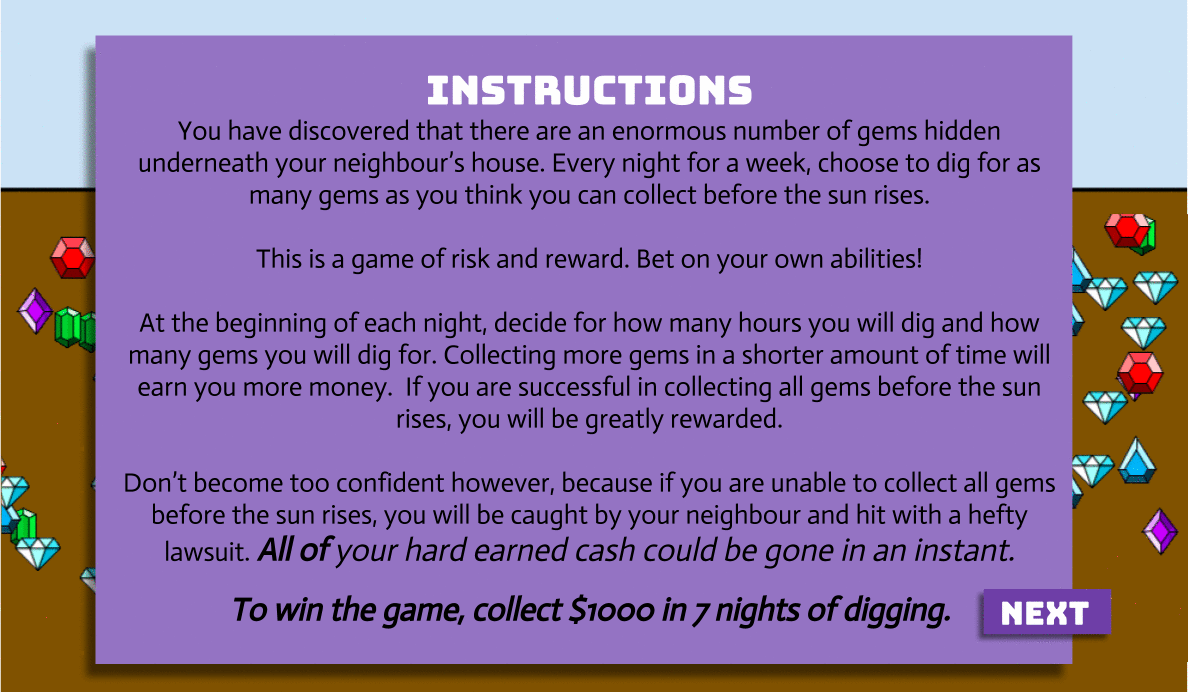 INSTRUCTIONS
You have discovered that there are an enormous number of gems hidden
underneath your neighbour's house. Every night for a week, choose to dig for as
many gems as you think you can collect before the sun rises.
This is a game of risk and reward. Bet on your own abilities!
At the beginning of each night, decide for how many hours you will dig and how
many gems you will dig for. Collecting more gems in a shorter amount of time will
earn you more money.  If you are successful in collecting all gems before the sun
rises, you will be greatly rewarded.
Don't become too confident however, because if you are unable to collect all gems
before the sun rises, you will be caught by your neighbour and hit with a hefty
lawsuit. All of your hard earned cash could be gone in an instant.
To win the game, collect $1000 in 7 nights of digging.
NEXT